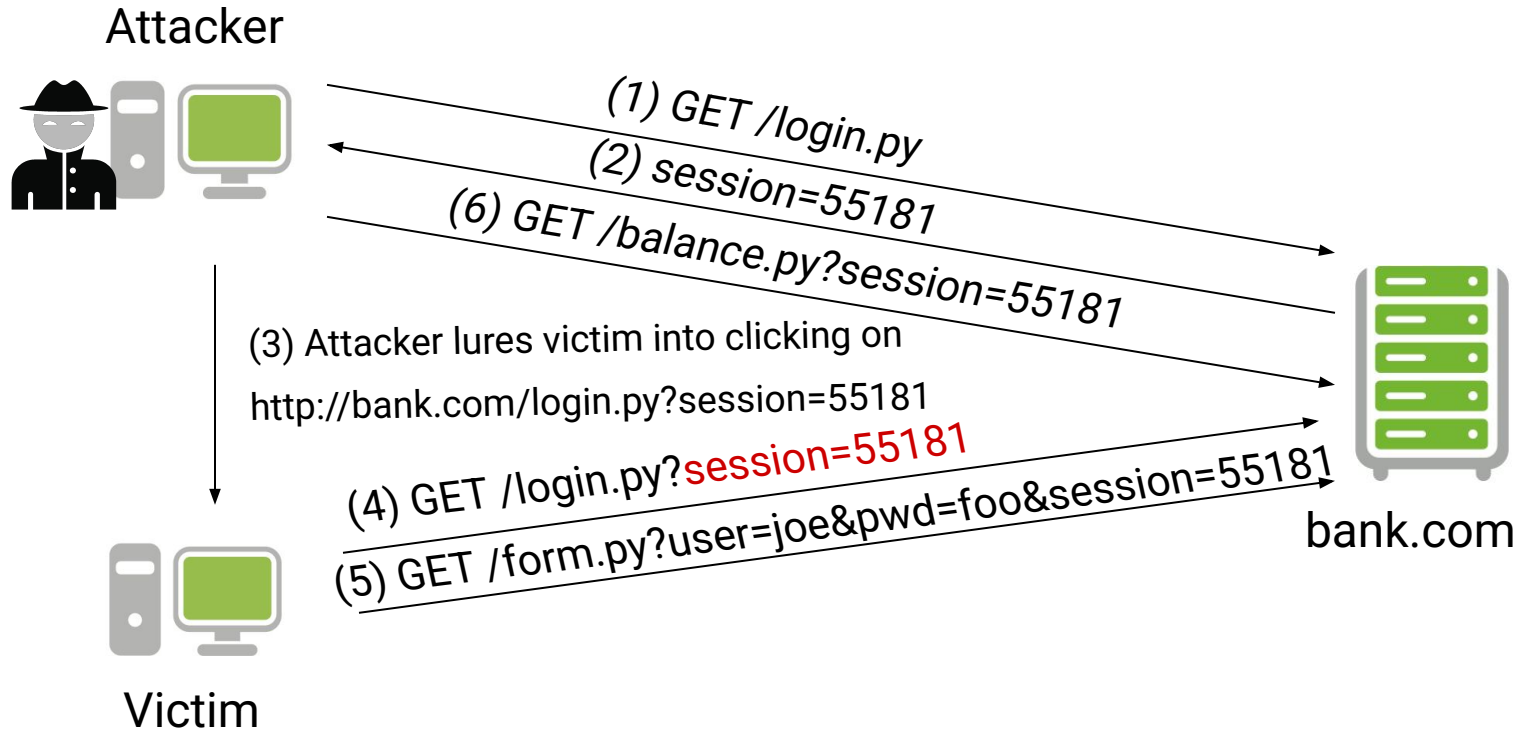 Attacker
(1) GET /login.py
(2) session=55181
(6) GET /balance.py?session=55181
(3) Attacker lures victim into clicking on
http://bank.com/login.py?session=55181
(4) GET /login.py?session=55181
(5) GET /form.py?user=joe&pwd=foo&session=55181
bank.com
Victim